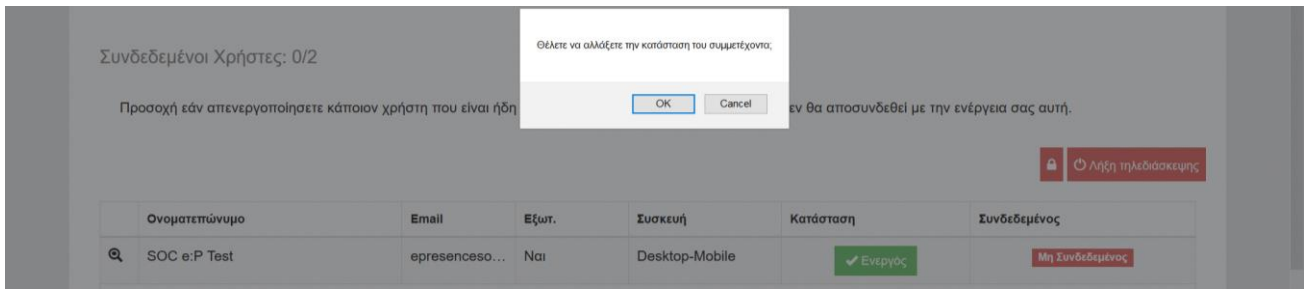 Θέλετε να αλλάξετε την κατάσταση του συμμετέχοντα;
Συνδεδεμένοι Χρήστες: 0/2
Προσοχή εάν απενεργοποίησετε κάποιον χρήστη που είναι ήδη OK Cancel εν θα αποσυνδεθεί με την ενέργεια σας αυτή.
Λήξη τηλεδιάσκεψης
Ονοματεπώνυμο Email Εξωτ. Συσκευή Κατάσταση Συνδεδεμένος
SOC e:P Test epresenceso... Ναι Desktop-Mobile Ενεργός Μη Συνδεδεμένος